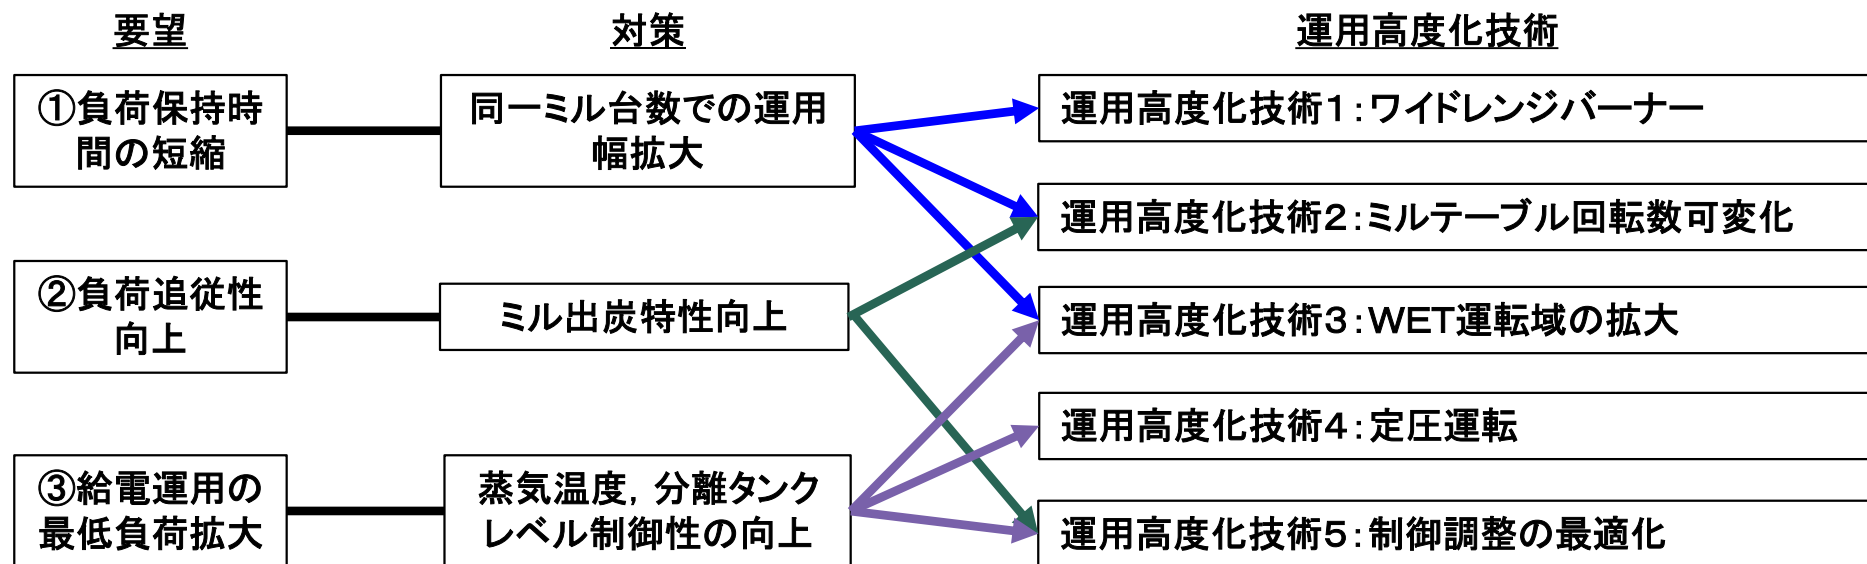 要望
対策
運用高度化技術
①負荷保持時
間の短縮
同一ミル台数での運用
幅拡大
運用高度化技術１：ワイドレンジバーナー
運用高度化技術２：ミルテーブル回転数可変化
②負荷追従性
向上
ミル出炭特性向上
運用高度化技術３：ＷＥＴ運転域の拡大
運用高度化技術４：定圧運転
③給電運用の
最低負荷拡大
蒸気温度，分離タンク
レベル制御性の向上
運用高度化技術５：制御調整の最適化